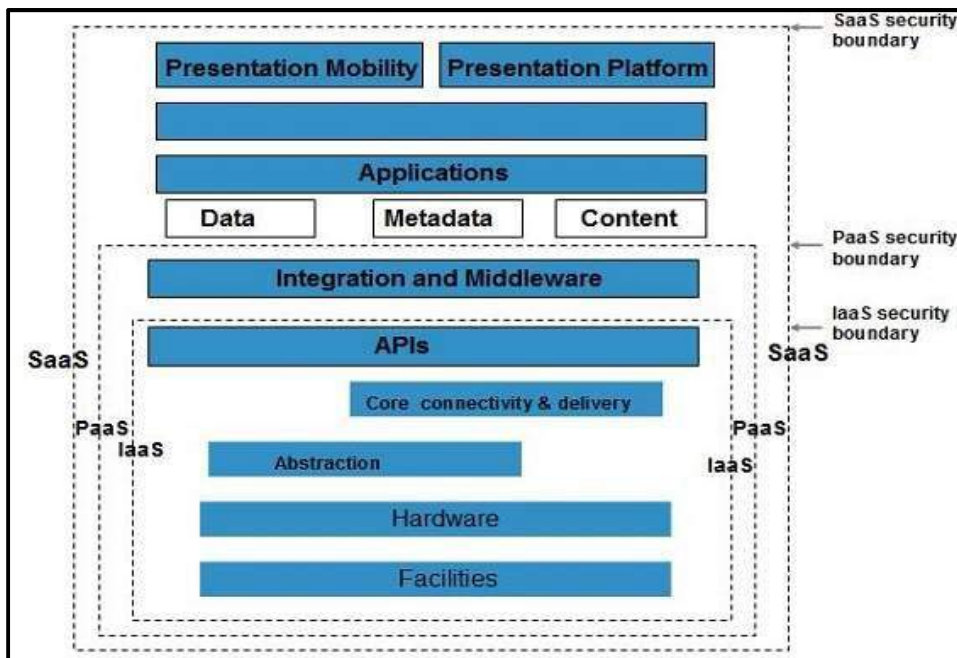 SaaS security
boundary
Presentation Mobility
Presentation Platform
Applications
Data
Metadata
Content
PaaS security
boundary
Integration and Middleware
IaaS security
boundary
APIs
SaaS
SaaS
Core connectivity & delivery
PaaS
PaaS
IaaS
IaaS
Abstraction
Hardware
Facilities